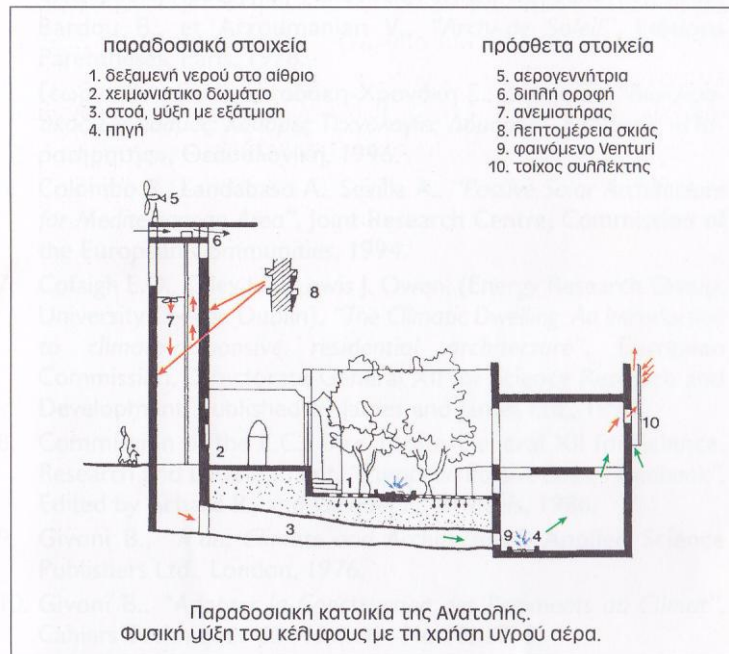 παραδοσιακά στοιχεία
1. δεξαμενή νερού στο αίθριο
2. χειμωνιάτικο δωμάτιο
3. στοά, ψύξη με εξάτμιση
4. πηγή
πρόσθετα στοιχεία
5. αερογεννήτρια
6. διπλή οροφή
7. ανεμιστήρας
8. λεπτομέρεια σκιάς
9. φαινόμενο Venturi
10. τοίχος συλλέκτης
5
6
7
8
2
1
3
9
4
10
Παραδοσιακή κατοικία της Ανατολής.
Φυσική ψύξη του κελύφους με τη χρήση υγρού αέρα.